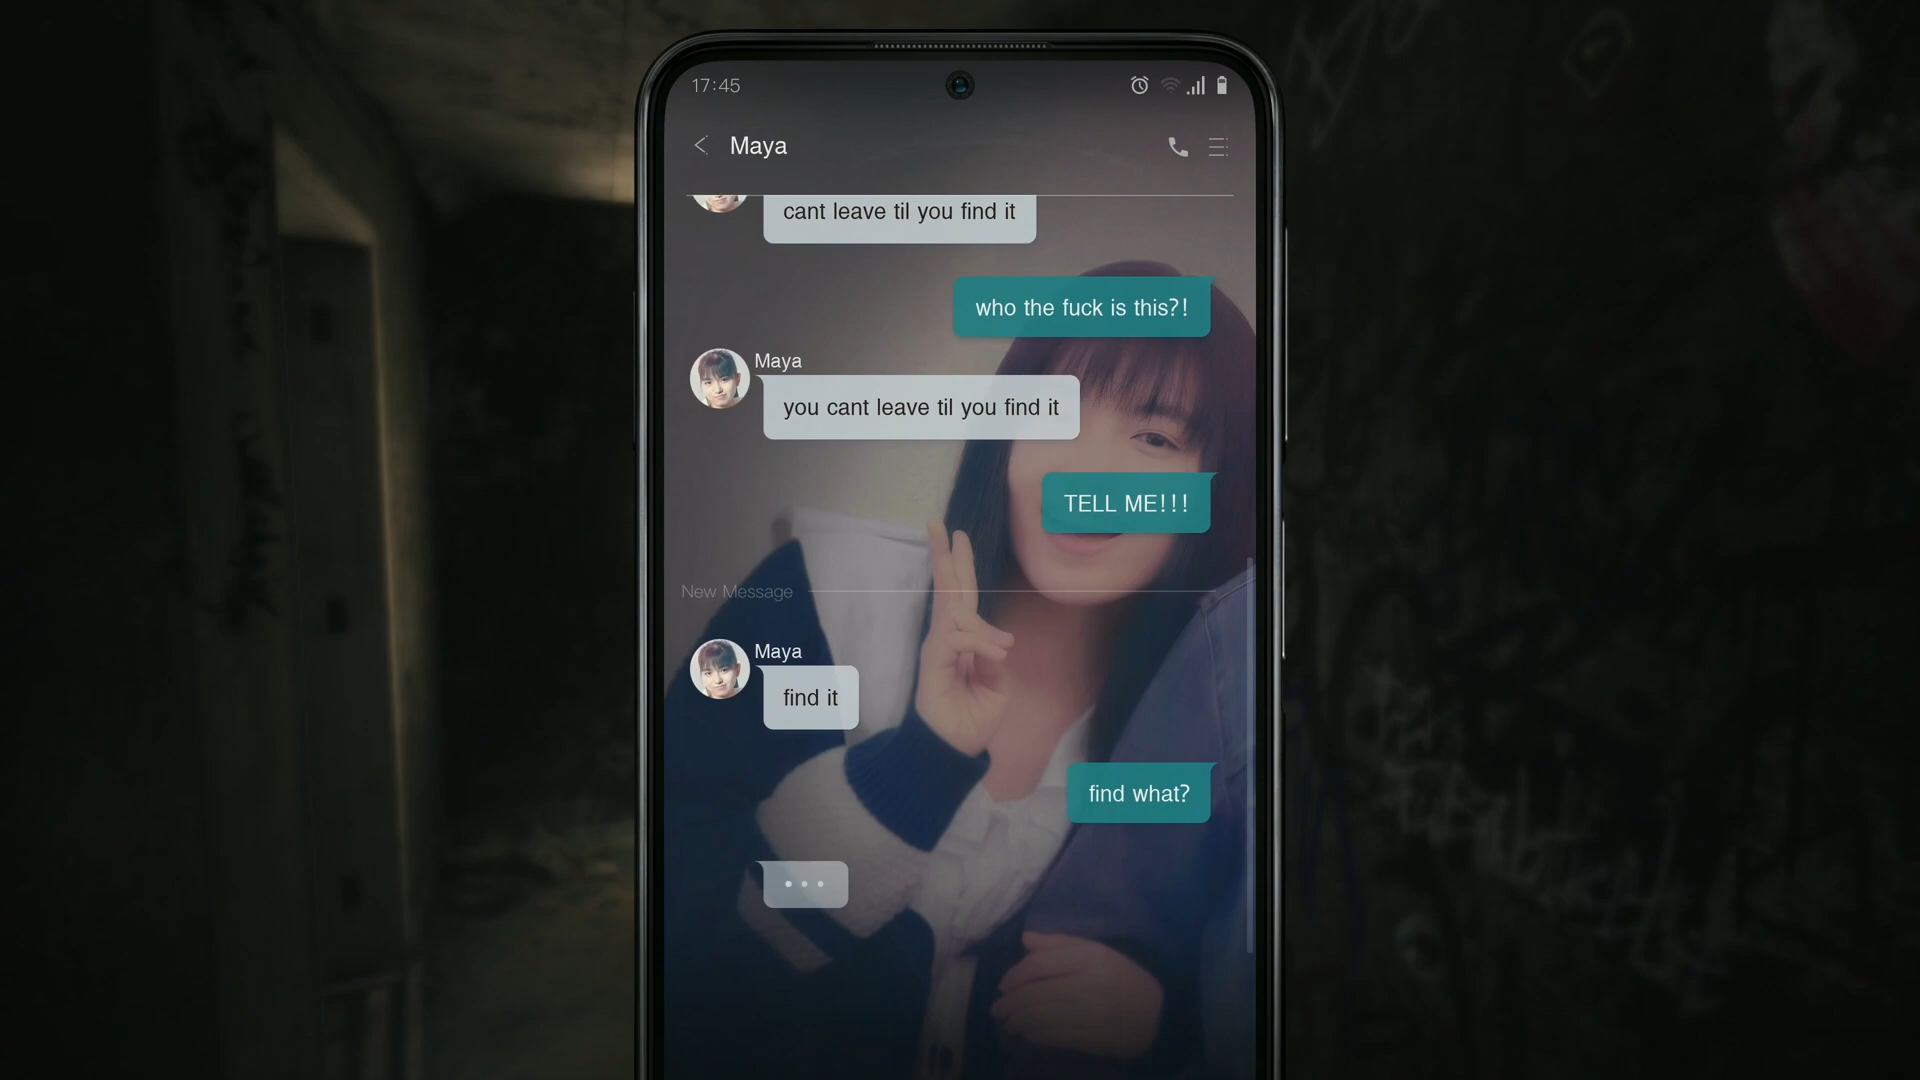 17:45
Maya
cant leave til you find it
who the fuck is this?!
Maya
you cant leave til you find it
TELL ME!!!
New Message
Maya
find it
find what?